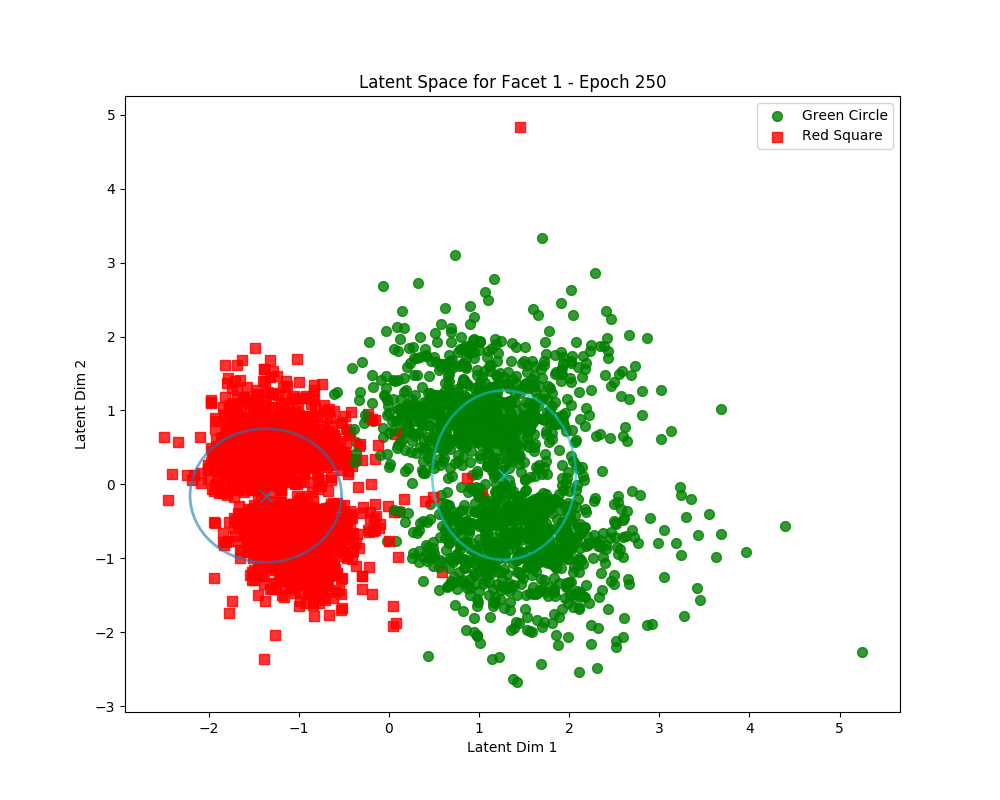 Latent Space for Facet 1 - Epoch 250
Green Circle
Red Square
5
4
3
2
1
0
−1
−2
−3
Latent Dim 2
−2 −1 0 1 2 3 4 5
Latent Dim 1